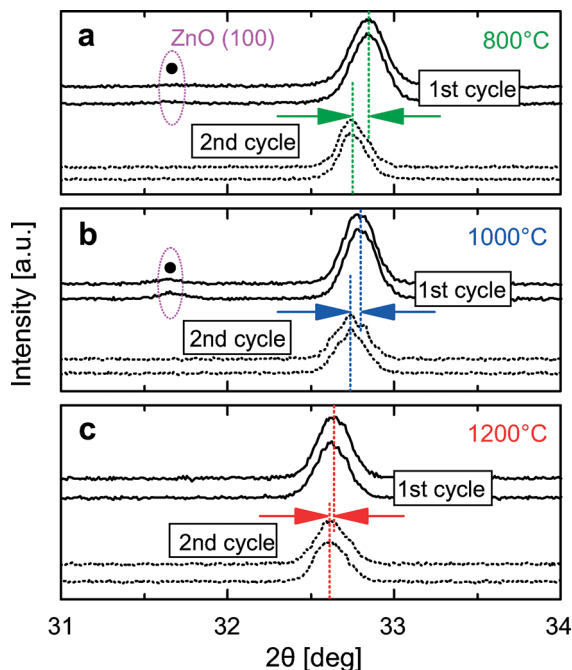 a
ZnO (100)
800°C
1st cycle
2nd cycle
b
1000°C
1st cycle
2nd cycle
c
1200°C
1st cycle
2nd cycle
Intensity [a.u.]
31
32
33
34
2θ [deg]